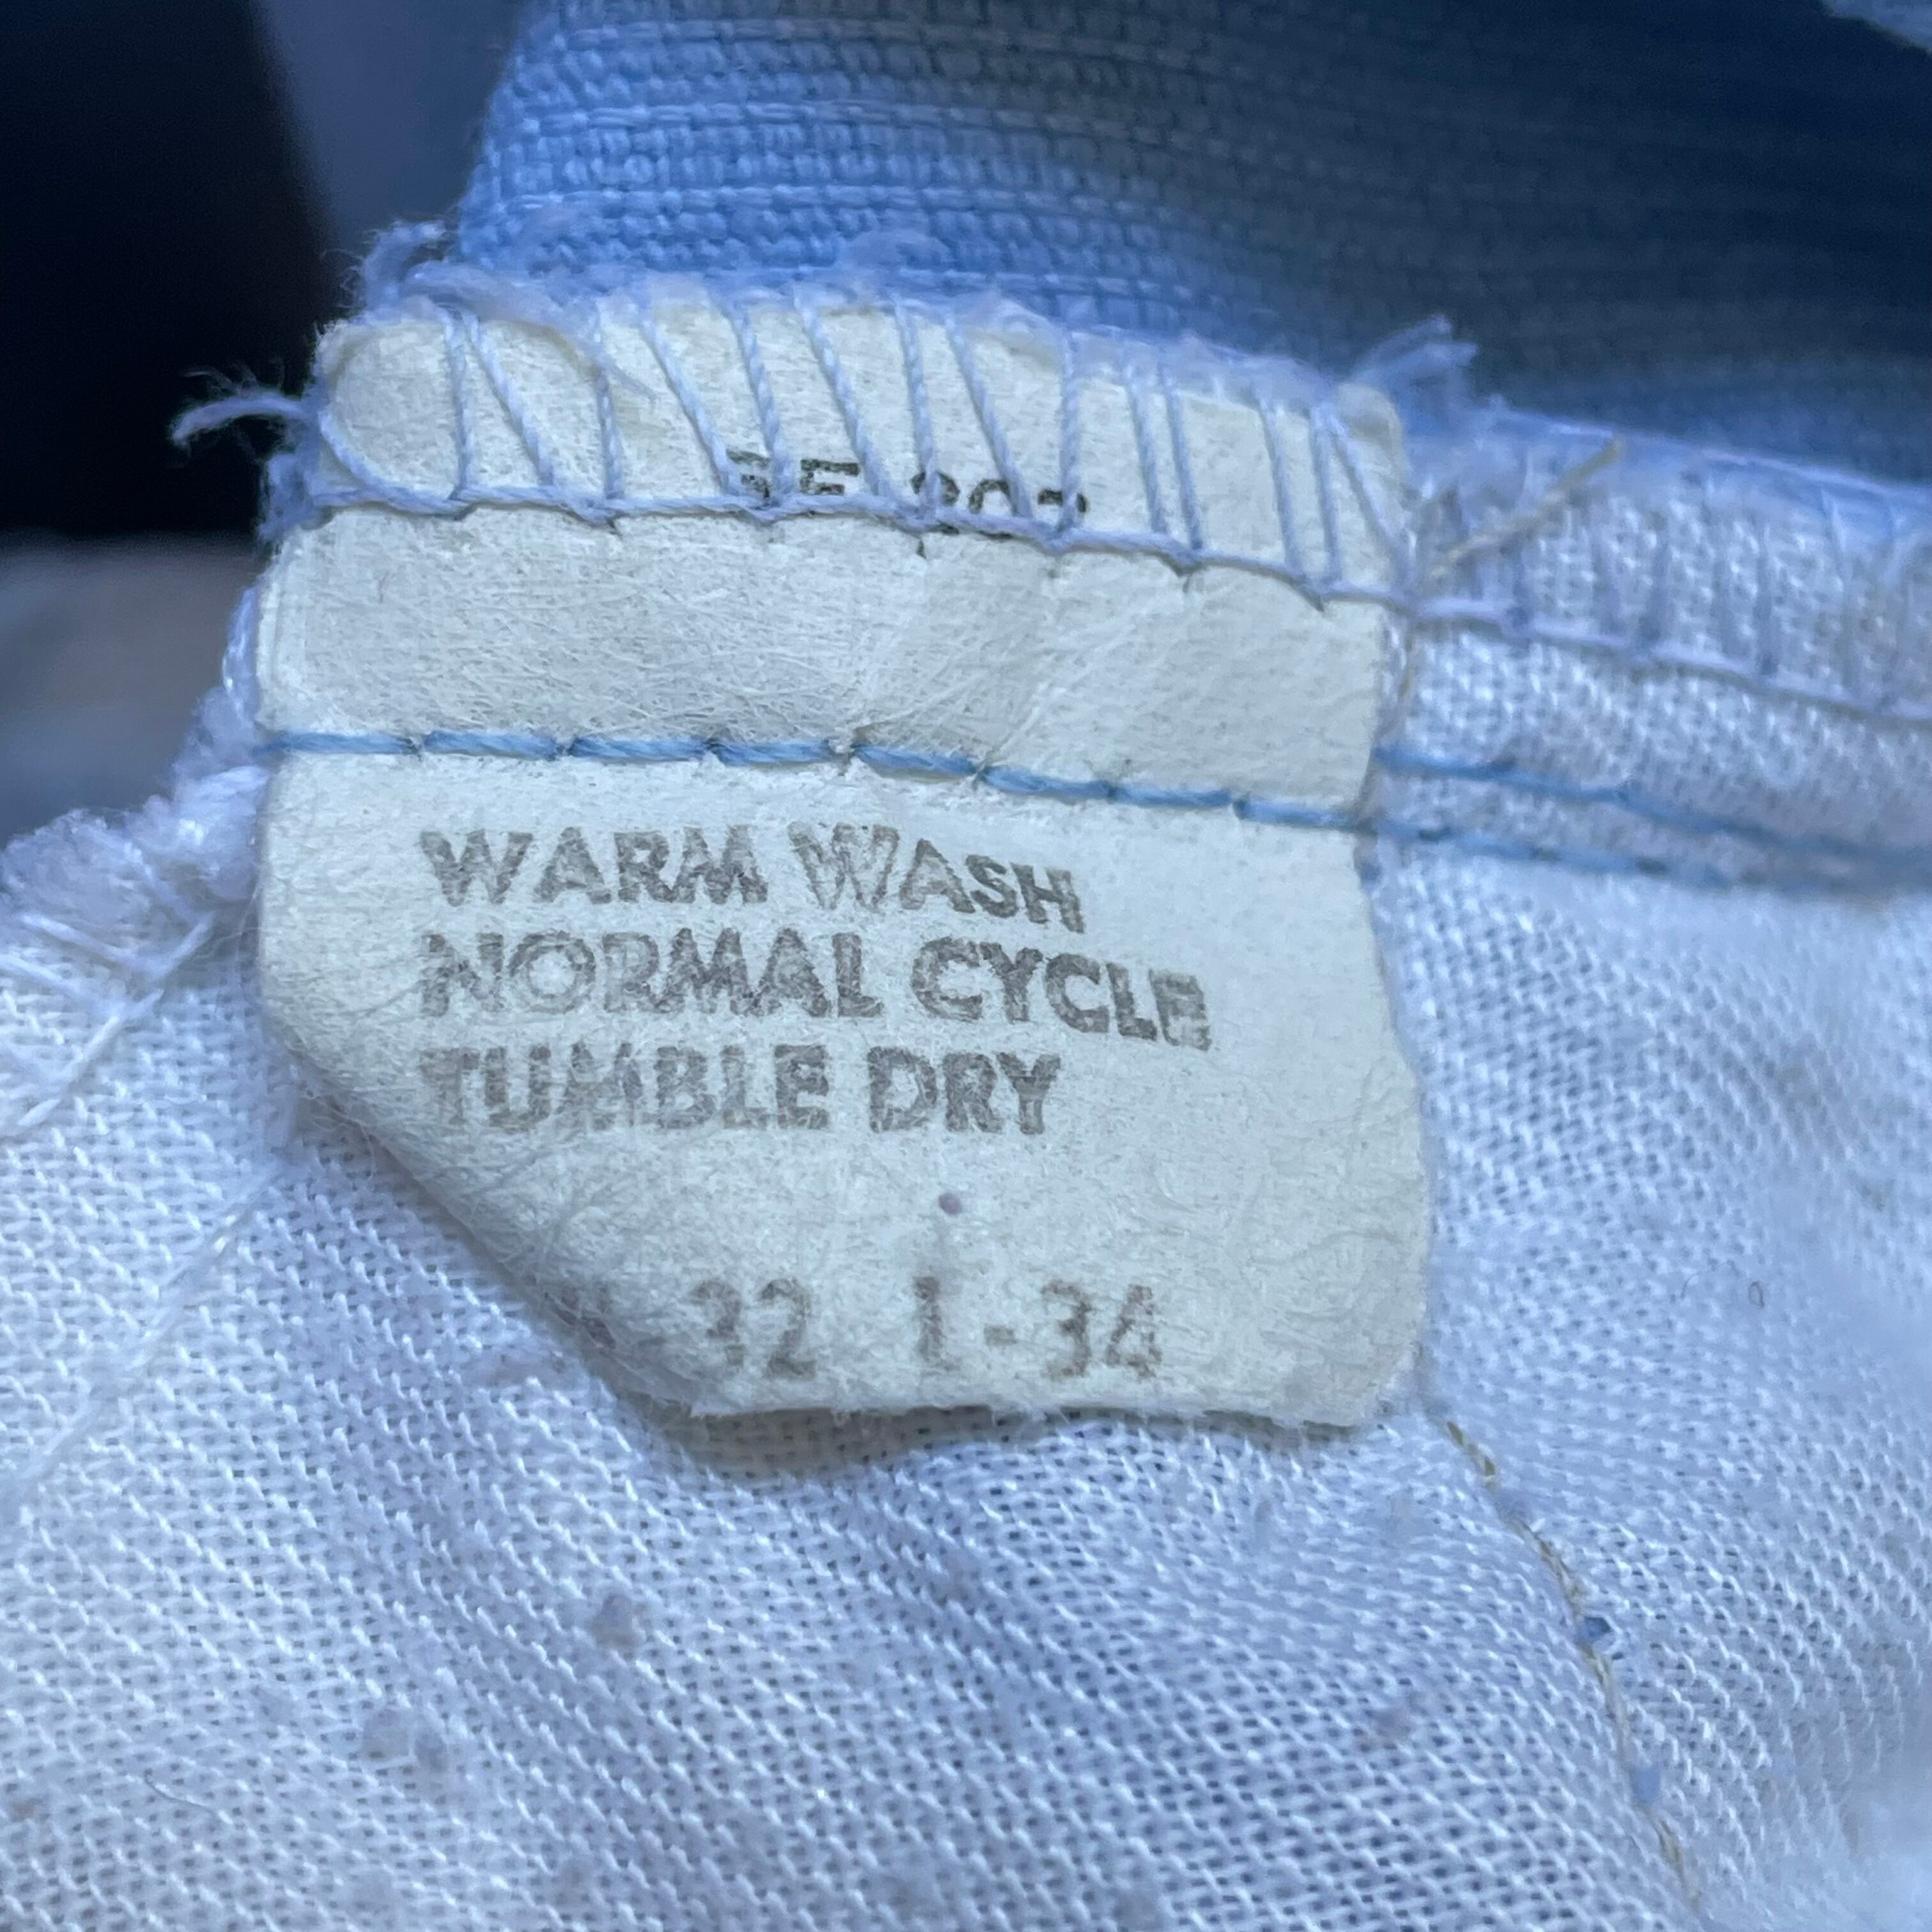 WARM WASH
NORMAL CYCLE
TUMBLE DRY
32 L-34